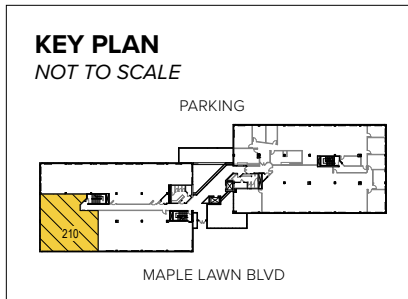 KEY PLAN
NOT TO SCALE
PARKING
210
MAPLE LAWN BLVD